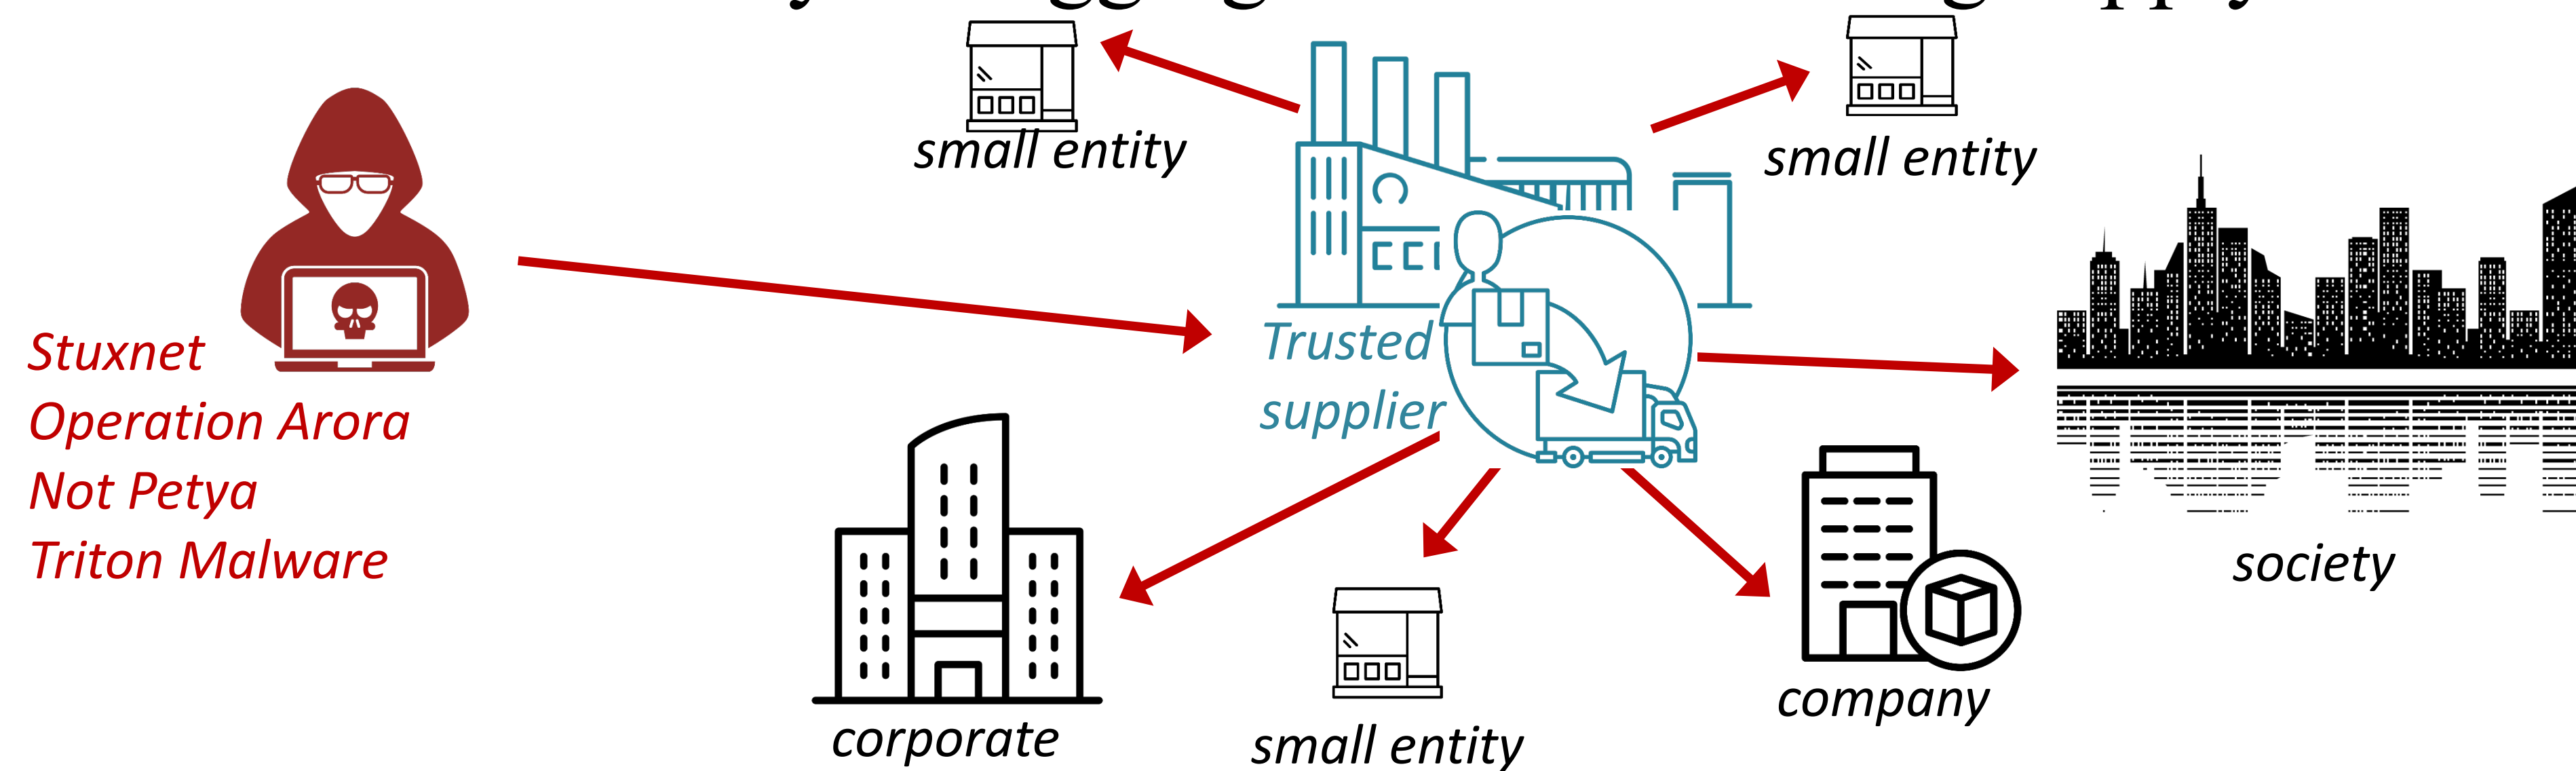 small entity
small entity
Stuxnet
Operation Arora
Not Petya
Triton Malware
Trusted
supplier
society
company
corporate
small entity